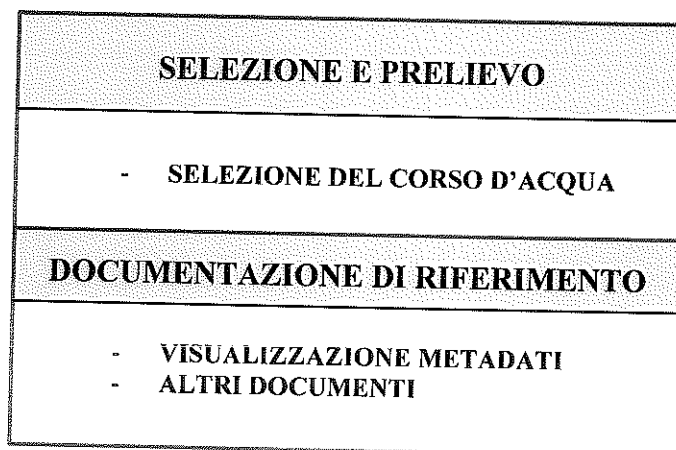 SELEZIONE E PRELIEVO
- SELEZIONE DEL CORSO D'ACQUA
DOCUMENTAZIONE DI RIFERIMENTO
- VISUALIZZAZIONE METADATI
- ALTRI DOCUMENTI